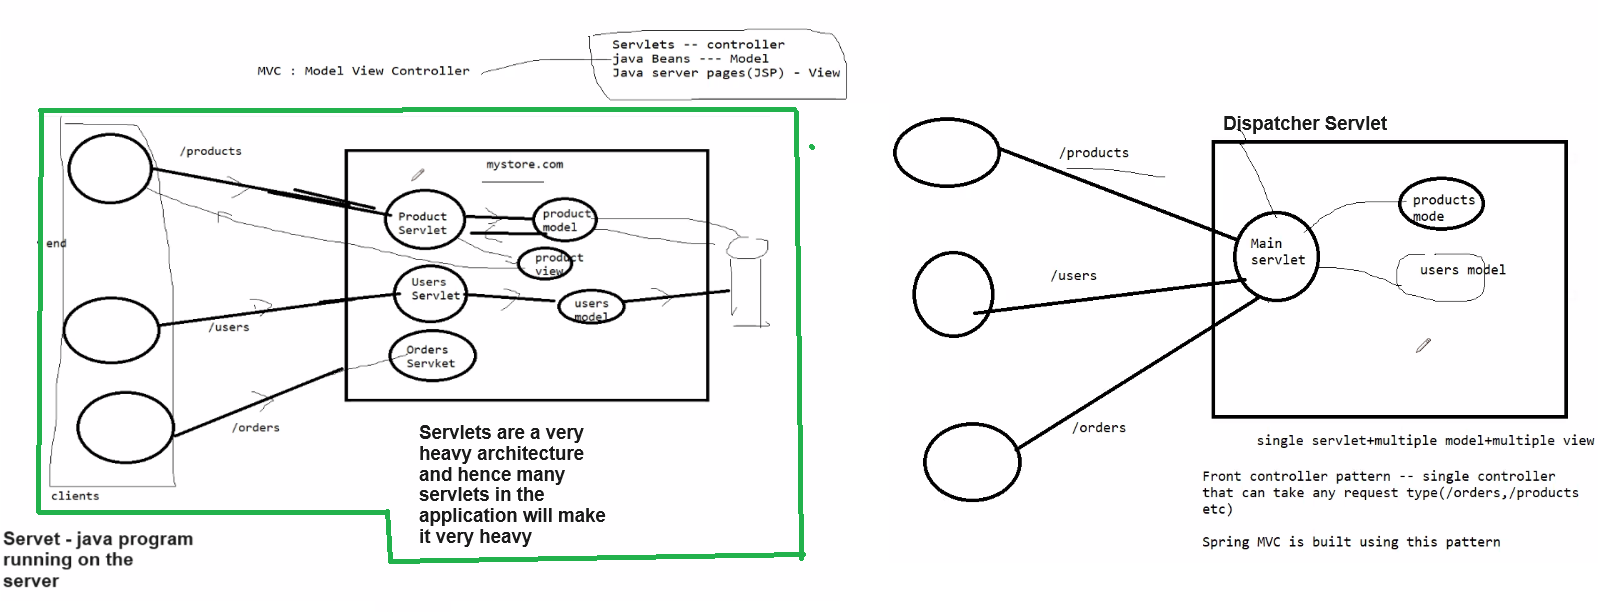 Servlets -- controller
java Beans --- Model
Java server pages(JSP) - View
MVC : Model View Controller
/products
mystore.com
Product
Servlet
product
model
product
view
end
Users
Servlet
users
model
/users
Orders
Servket
/orders
clients
Servlets are a very
heavy architecture
and hence many
servlets in the
application will make
it very heavy
Servet - java program
running on the
server
Dispatcher Servlet
/products
products
mode
Main
servlet
users model
/users
/orders
single servlet+multiple model+multiple view
Front controller pattern -- single controller
that can take any request type(/orders,/products
etc)
Spring MVC is built using this pattern